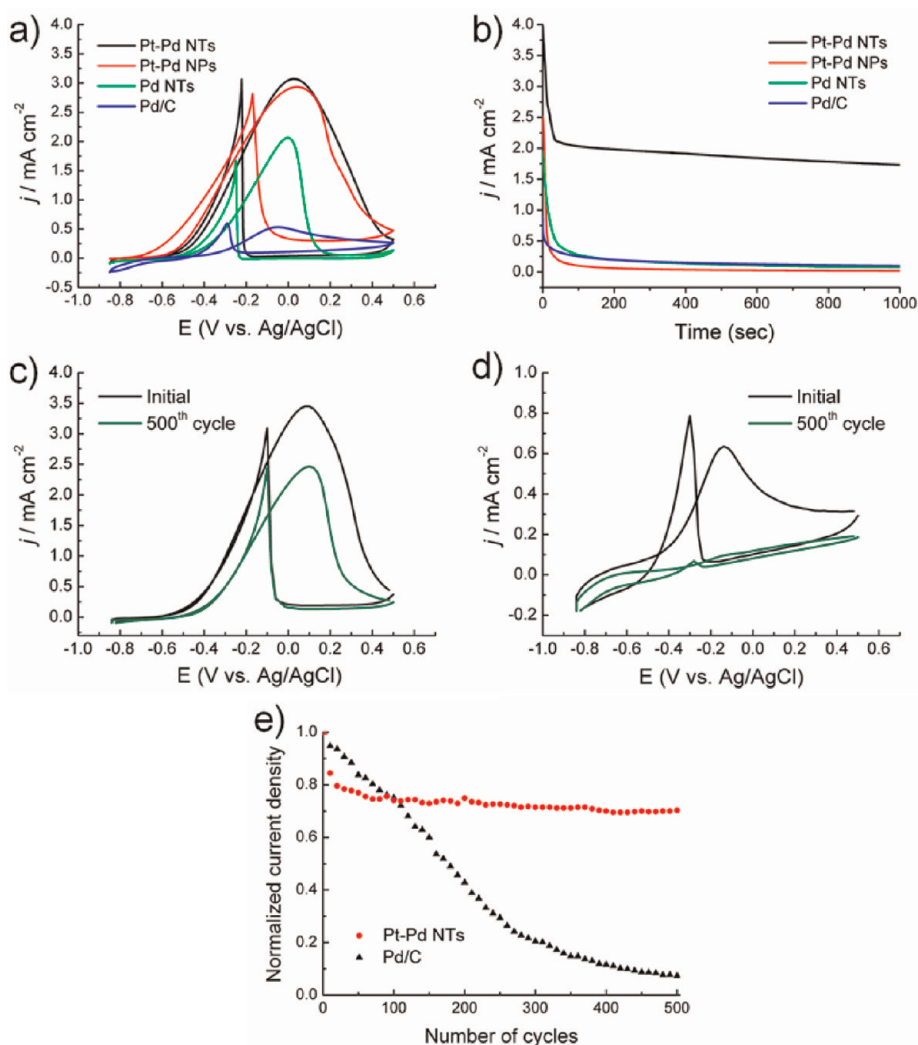 a)
4.0
3.5
3.0
2.5
2.0
1.5
1.0
0.5
0.0
-0.5
j / mA cm⁻²
Pt-Pd NTs
Pt-Pd NPs
Pd NTs
Pd/C
-1.0 -0.8 -0.6 -0.4 -0.2 0.0 0.2 0.4 0.6
E (V vs. Ag/AgCl)
b)
4.0
3.5
3.0
2.5
2.0
1.5
1.0
0.5
0.0
j / mA cm⁻²
Pt-Pd NTs
Pt-Pd NPs
Pd NTs
Pd/C
0 200 400 600 800 1000
Time (sec)
c)
4.0
3.5
3.0
2.5
2.0
1.5
1.0
0.5
0.0
j / mA cm⁻²
Initial
500th cycle
-1.0 -0.8 -0.6 -0.4 -0.2 0.0 0.2 0.4 0.6
E (V vs. Ag/AgCl)
d)
1.0
0.8
0.6
0.4
0.2
0.0
-0.2
j / mA cm⁻²
Initial
500th cycle
-1.0 -0.8 -0.6 -0.4 -0.2 0.0 0.2 0.4 0.6
E (V vs. Ag/AgCl)
e)
1.0
0.8
0.6
0.4
0.2
0.0
Normalized current density
Pt-Pd NTs
Pd/C
0 100 200 300 400 500
Number of cycles